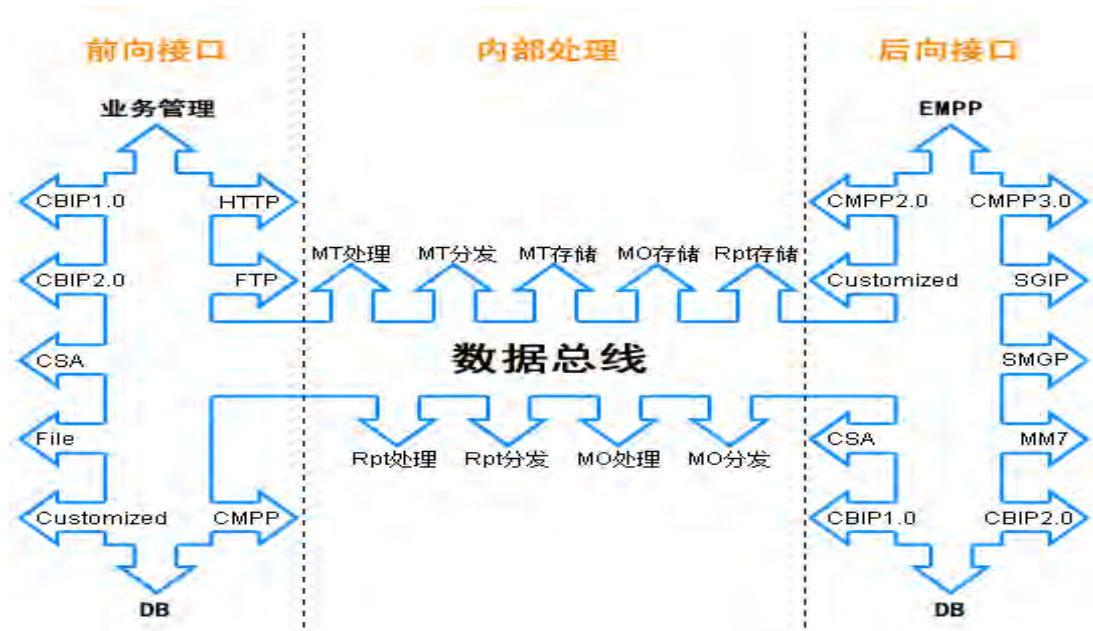 前向接口 内部处理 后向接口
业务管理 EMPP
CBIP1.0 HTTP CMPP2.0 CMPP3.0
MT处理 MT分发 MT存储 MO存储 Rpt存储
CBIP2.0 FTP Customized SGIP
数据总线
CSA SMGP
File CSA MM7
Rpt处理 Rpt分发 MO处理 MO分发
Customized CMPP CBIP1.0 CBIP2.0
DB DB